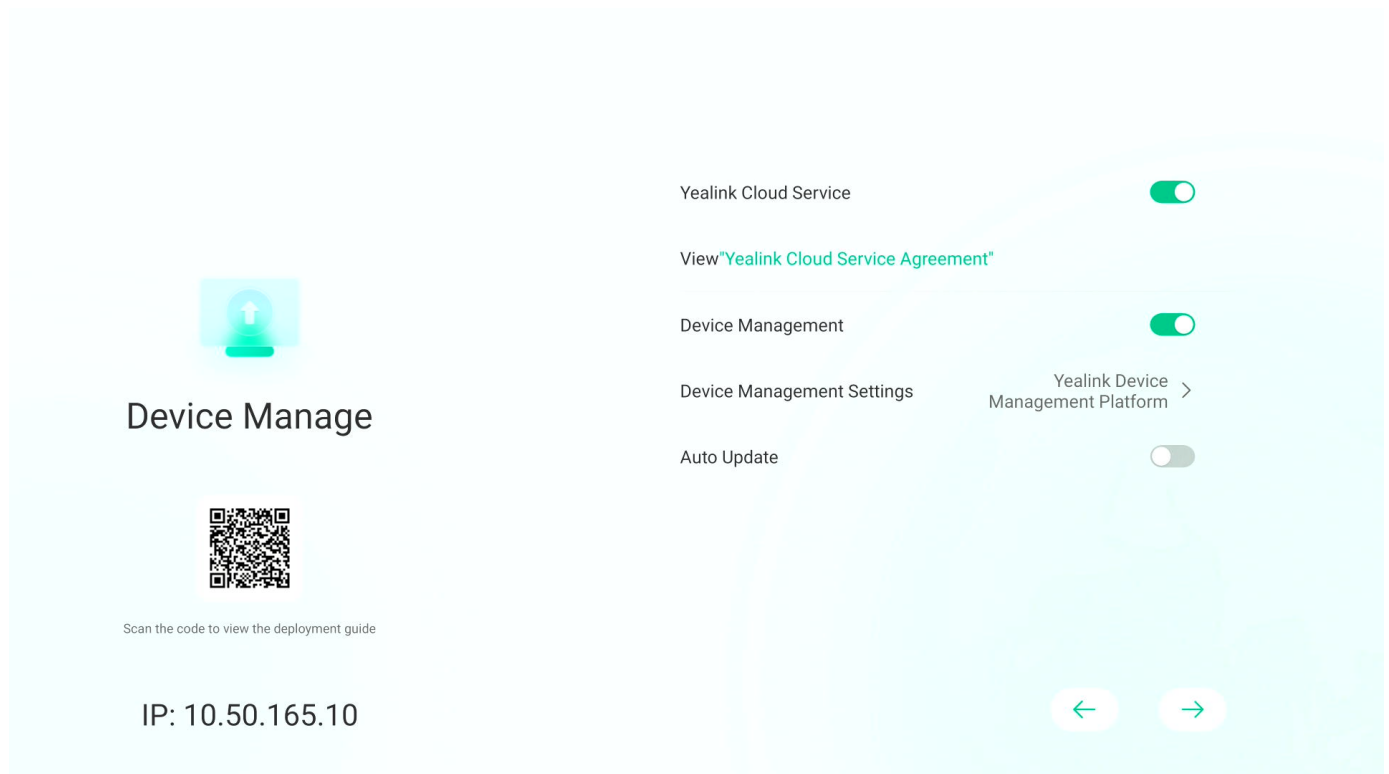 Device Manage
Scan the code to view the deployment guide
IP: 10.50.165.10
Yealink Cloud Service
View"Yealink Cloud Service Agreement"
Device Management
Device Management Settings
Yealink Device
Management Platform
Auto Update